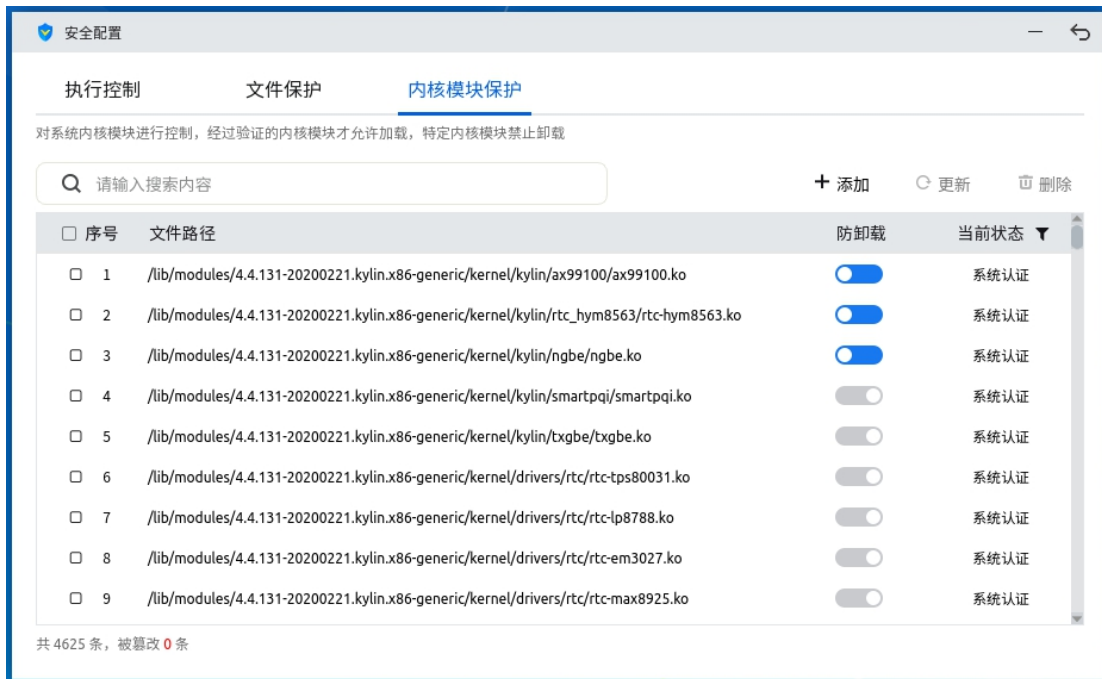 安全配置
执行控制 文件保护 内核模块保护
对系统内核模块进行控制，经过验证的内核模块才允许加载，特定内核模块禁止卸载
请输入搜索内容 添加 更新 删除
序号 文件路径 防卸载 当前状态
1 /lib/modules/4.4.131-20200221.kylin.x86-generic/kernel/kylin/ax99100/ax99100.ko 系统认证
2 /lib/modules/4.4.131-20200221.kylin.x86-generic/kernel/kylin/rtc_hym8563/rtc-hym8563.ko 系统认证
3 /lib/modules/4.4.131-20200221.kylin.x86-generic/kernel/kylin/ngbe/ngbe.ko 系统认证
4 /lib/modules/4.4.131-20200221.kylin.x86-generic/kernel/kylin/smartpqi/smartpqi.ko 系统认证
5 /lib/modules/4.4.131-20200221.kylin.x86-generic/kernel/kylin/txgbe/txgbe.ko 系统认证
6 /lib/modules/4.4.131-20200221.kylin.x86-generic/kernel/drivers/rtc/rtc-tps80031.ko 系统认证
7 /lib/modules/4.4.131-20200221.kylin.x86-generic/kernel/drivers/rtc/rtc-lp8788.ko 系统认证
8 /lib/modules/4.4.131-20200221.kylin.x86-generic/kernel/drivers/rtc/rtc-em3027.ko 系统认证
9 /lib/modules/4.4.131-20200221.kylin.x86-generic/kernel/drivers/rtc/rtc-max8925.ko 系统认证
共 4625 条，被篡改 0 条